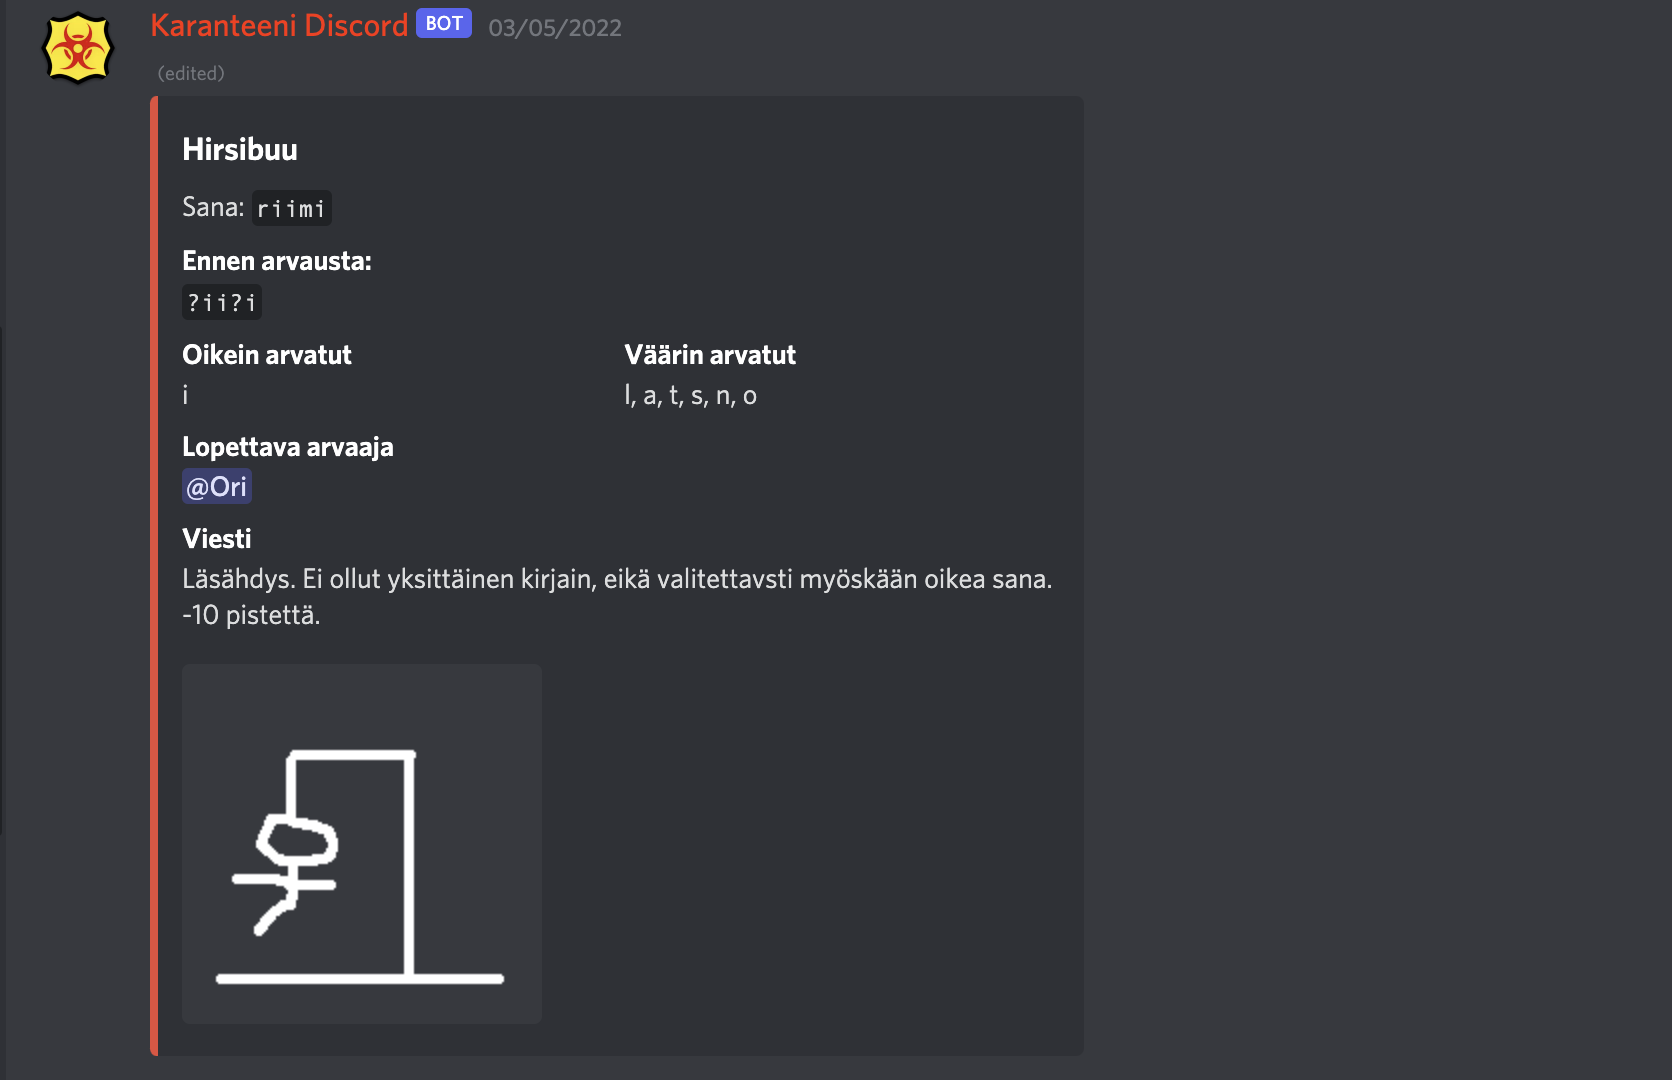 Karanteeni Discord BOT 03/05/2022
(edited)
Hirsibuu
Sana: riimi
Ennen arvausta:
?ii?i
Oikein arvatut
i
Väärin arvatut
l, a, t, s, n, o
Lopettava arvaaja
@Ori
Viesti
Läsähdys. Ei ollut yksittäinen kirjain, eikä valitettavsti myöskään oikea sana.
-10 pistettä.